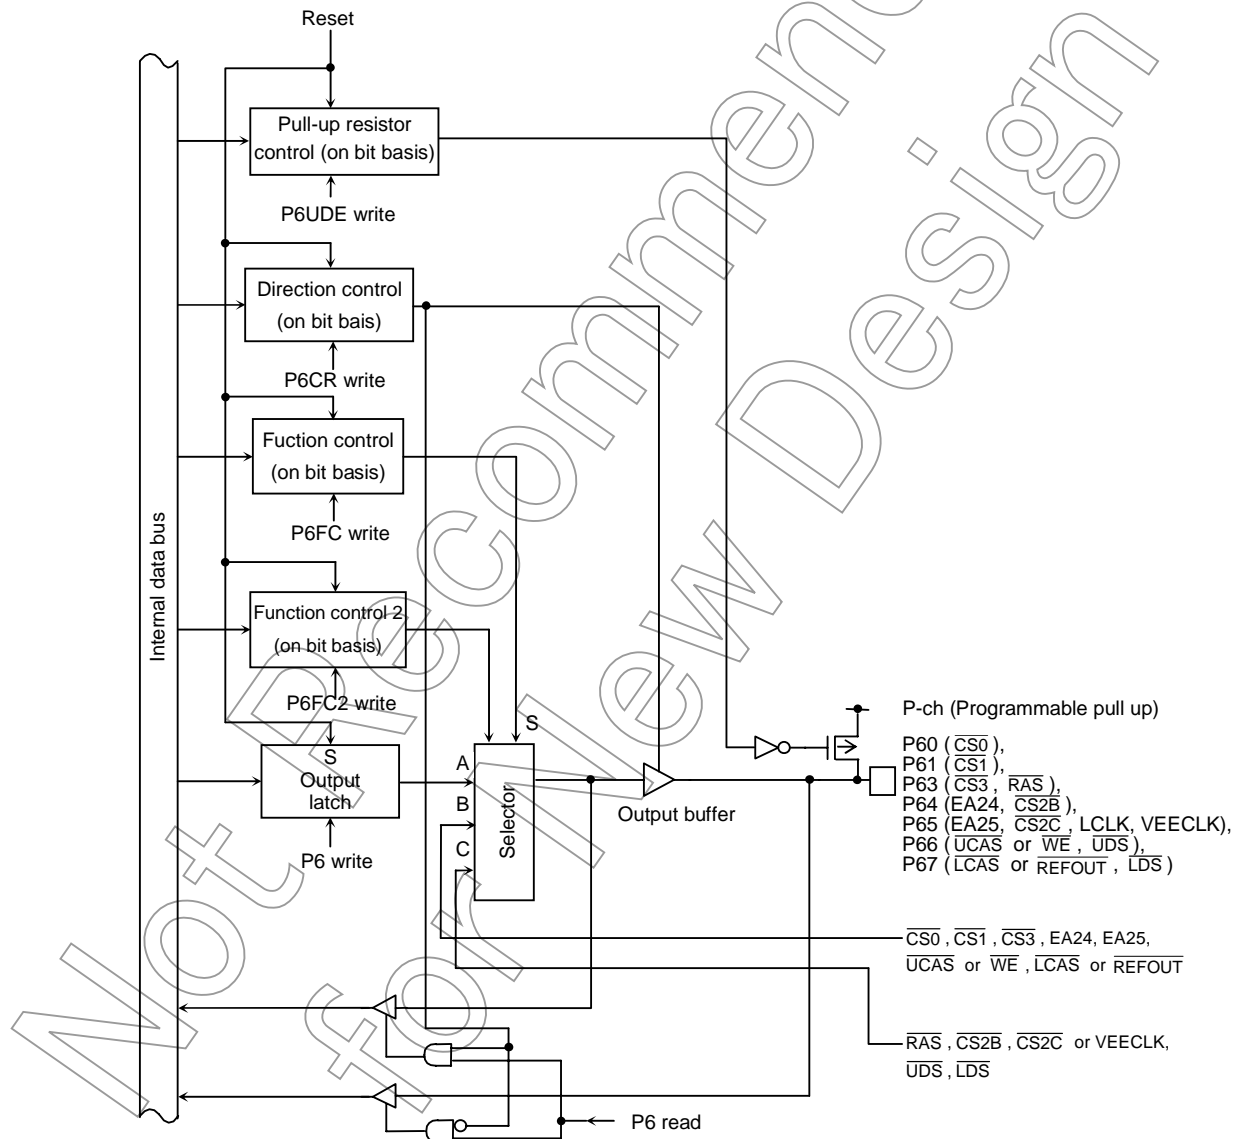 Reset
Pull-up resistor
control (on bit basis)
P6UDE write
Direction control
(on bit bais)
P6CR write
Fuction control
(on bit basis)
P6FC write
Internal data bus
Function control 2
(on bit basis)
P6FC2 write
S
Output
latch
P6 write
S
A
B
C
Selector
Output buffer
P-ch (Programmable pull up)
P60 (CS0),
P61 (CS1),
P63 (CS3, RAS),
P64 (EA24, CS2B),
P65 (EA25, CS2C, LCLK, VEECLK),
P66 (UCAS or WE, UDS),
P67 (LCAS or REFOUT, LDS)
CS0, CS1, CS3, EA24, EA25,
UCAS or WE, LCAS or REFOUT
RAS, CS2B, CS2C or VEECLK,
UDS, LDS
P6 read
Not Recommend
for New Design